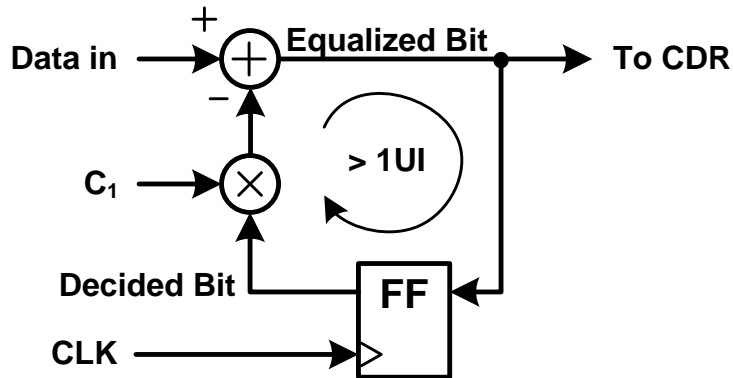 +
Equalized Bit
Data in
+
To CDR
−
C₁
×
> 1UI
Decided Bit
FF
CLK